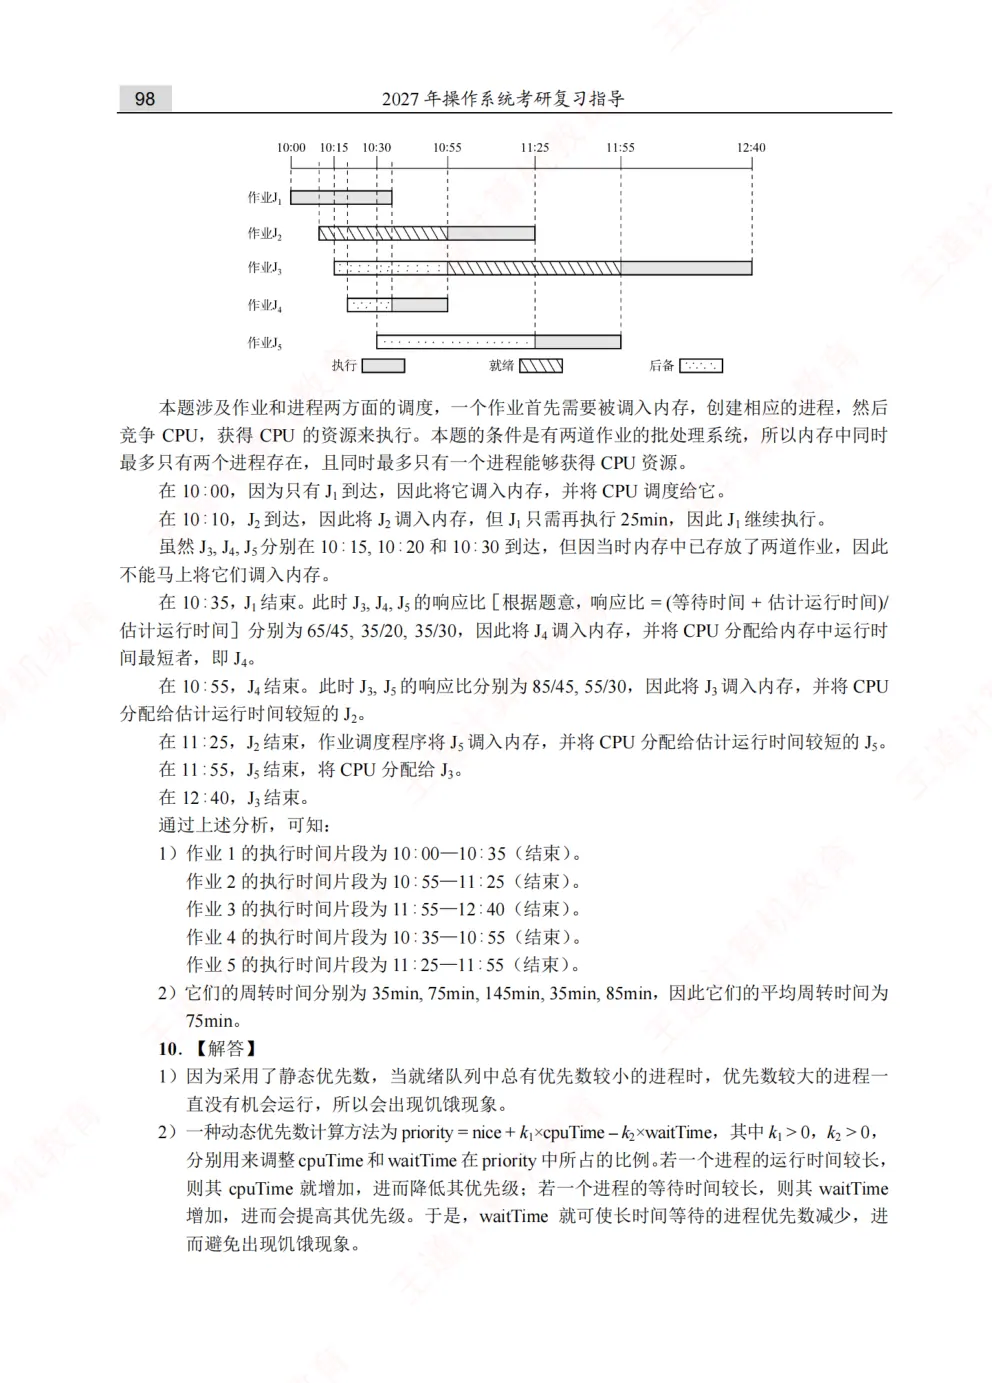 98
2027 年操作系统考研复习指导
10:00 10:15 10:30 10:55 11:25 11:55 12:40
作业J₁
作业J₂
作业J₃
作业J₄
作业J₅
执行 就绪 后备
本题涉及作业和进程两方面的调度，一个作业首先需要被调入内存，创建相应的进程，然后
竞争 CPU，获得 CPU 的资源来执行。本题的条件是有两道作业的批处理系统，所以内存中同时
最多只有两个进程存在，且同时最多只有一个进程能够获得 CPU 资源。
在 10:00，因为只有 J₁ 到达，因此将它调入内存，并将 CPU 调度给它。
在 10:10，J₂ 到达，因此将 J₂ 调入内存，但 J₁ 只需再执行 25min，因此 J₁ 继续执行。
虽然 J₃, J₄, J₅ 分别在 10:15, 10:20 和 10:30 到达，但因当时内存中已存放了两道作业，因此
不能马上将它们调入内存。
在 10:35，J₁ 结束。此时 J₃, J₄, J₅ 的响应比［根据题意，响应比 = (等待时间 + 估计运行时间)/
估计运行时间］分别为 65/45, 35/20, 35/30，因此将 J₄ 调入内存，并将 CPU 分配给内存中运行时
间最短者，即 J₄。
在 10:55，J₄ 结束。此时 J₃, J₅ 的响应比分别为 85/45, 55/30，因此将 J₃ 调入内存，并将 CPU
分配给估计运行时间较短的 J₂。
在 11:25，J₂ 结束，作业调度程序将 J₅ 调入内存，并将 CPU 分配给估计运行时间较短的 J₅。
在 11:55，J₅ 结束，将 CPU 分配给 J₃。
在 12:40，J₃ 结束。
通过上述分析，可知：
1）作业 1 的执行时间片段为 10:00—10:35（结束）。
作业 2 的执行时间片段为 10:55—11:25（结束）。
作业 3 的执行时间片段为 11:55—12:40（结束）。
作业 4 的执行时间片段为 10:35—10:55（结束）。
作业 5 的执行时间片段为 11:25—11:55（结束）。
2）它们的周转时间分别为 35min, 75min, 145min, 35min, 85min，因此它们的平均周转时间为
75min。
10.【解答】
1）因为采用了静态优先数，当就绪队列中总有优先数较小的进程时，优先数较大的进程一
直没有机会运行，所以会出现饥饿现象。
2）一种动态优先数计算方法为 priority = nice + k₁×cpuTime – k₂×waitTime，其中 k₁ > 0，k₂ > 0，
分别用来调整 cpuTime 和 waitTime 在 priority 中所占的比例。若一个进程的运行时间较长，
则其 cpuTime 就增加，进而降低其优先级；若一个进程的等待时间较长，则其 waitTime
增加，进而会提高其优先级。于是，waitTime 就可使长时间等待的进程优先数减少，进
而避免出现饥饿现象。